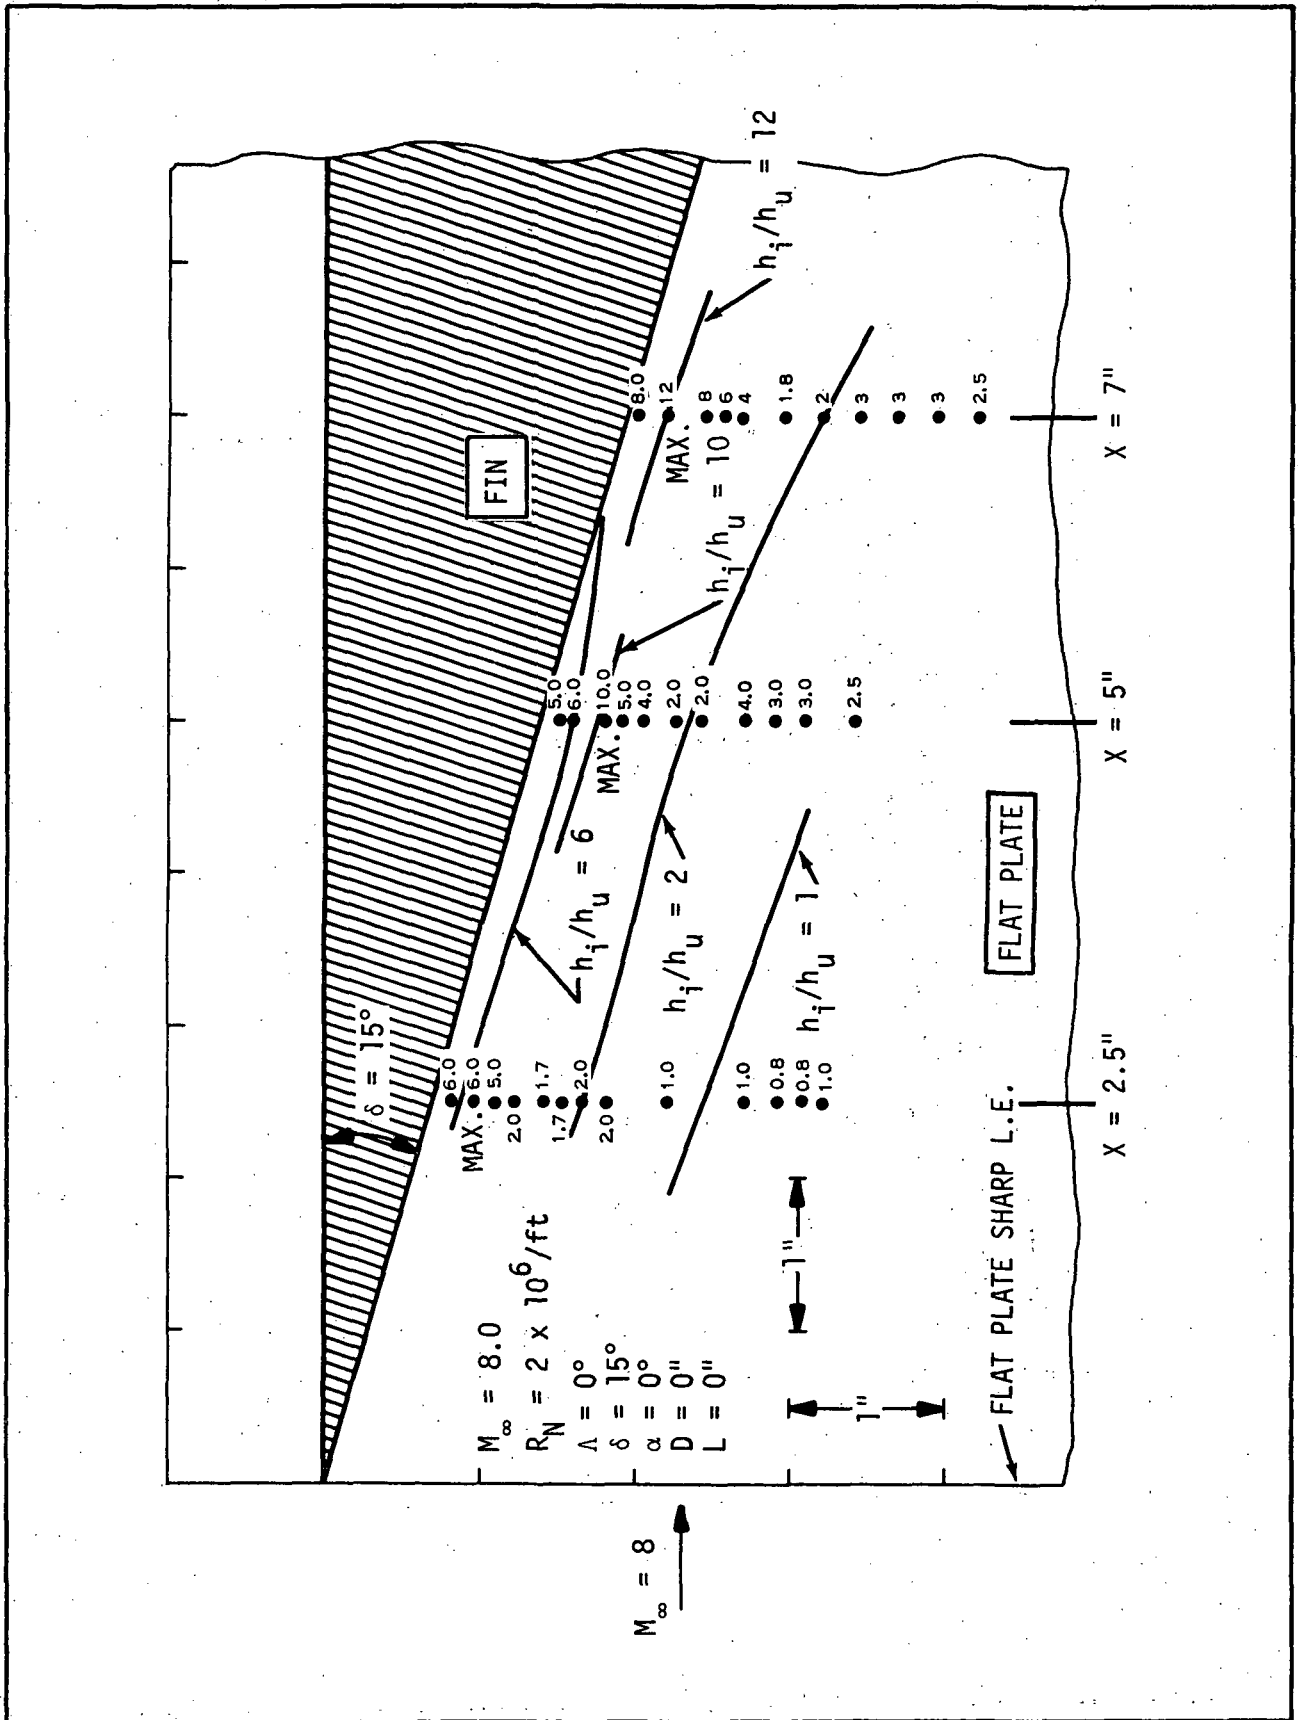 M∞ = 8
M∞ = 8.0
R_N = 2 x 10^6/ft
Λ = 0°
δ = 15°
α = 0°
D = 0"
L = 0"
δ = 15°
FIN
6.0
MAX. 6.0
5.0
2.0
1.7
1.7
2.0
2.0
1.0
1.0
0.8
0.8
1.0
h_i/h_u = 6
h_i/h_u = 2
h_i/h_u = 1
5.0
6.0
MAX. 10.0
5.0
4.0
2.0
2.0
4.0
3.0
3.0
2.5
h_i/h_u = 10
8.0
MAX. 12
8
6
4
1.8
2
3
3
3
2.5
h_i/h_u = 12
1"
1"
FLAT PLATE
FLAT PLATE SHARP L.E.
X = 2.5"
X = 5"
X = 7"